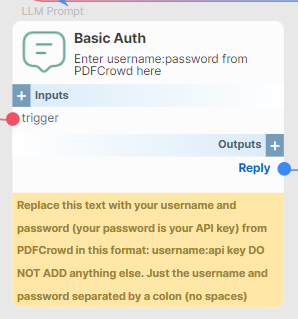 LLM Prompt
Basic Auth
Enter username:password from
PDFCrowd here
+ Inputs
trigger
Outputs +
Reply
Replace this text with your username and
password (your password is your API key) from
PDFCrowd in this format: username:api key DO
NOT ADD anything else. Just the username and
password separated by a colon (no spaces)